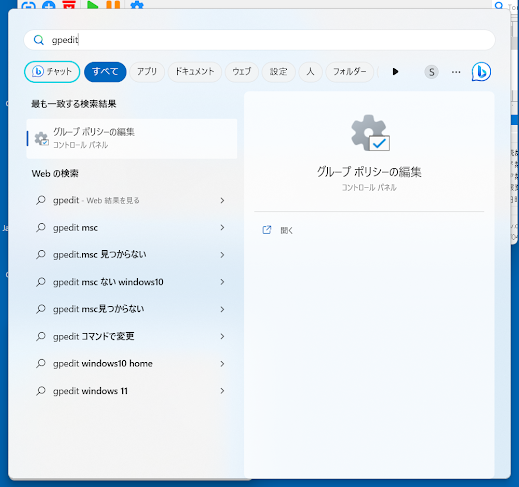 gpedit
チャット
すべて
アプリ
ドキュメント
ウェブ
設定
人
フォルダー
S
最も一致する検索結果
グループ ポリシーの編集
コントロール パネル
Web の検索
gpedit - Web 結果を見る
gpedit msc
gpedit.msc 見つからない
gpedit msc ない windows10
gpedit msc見つからない
gpedit コマンドで変更
gpedit windows10 home
gpedit windows 11
グループ ポリシーの編集
コントロール パネル
開く